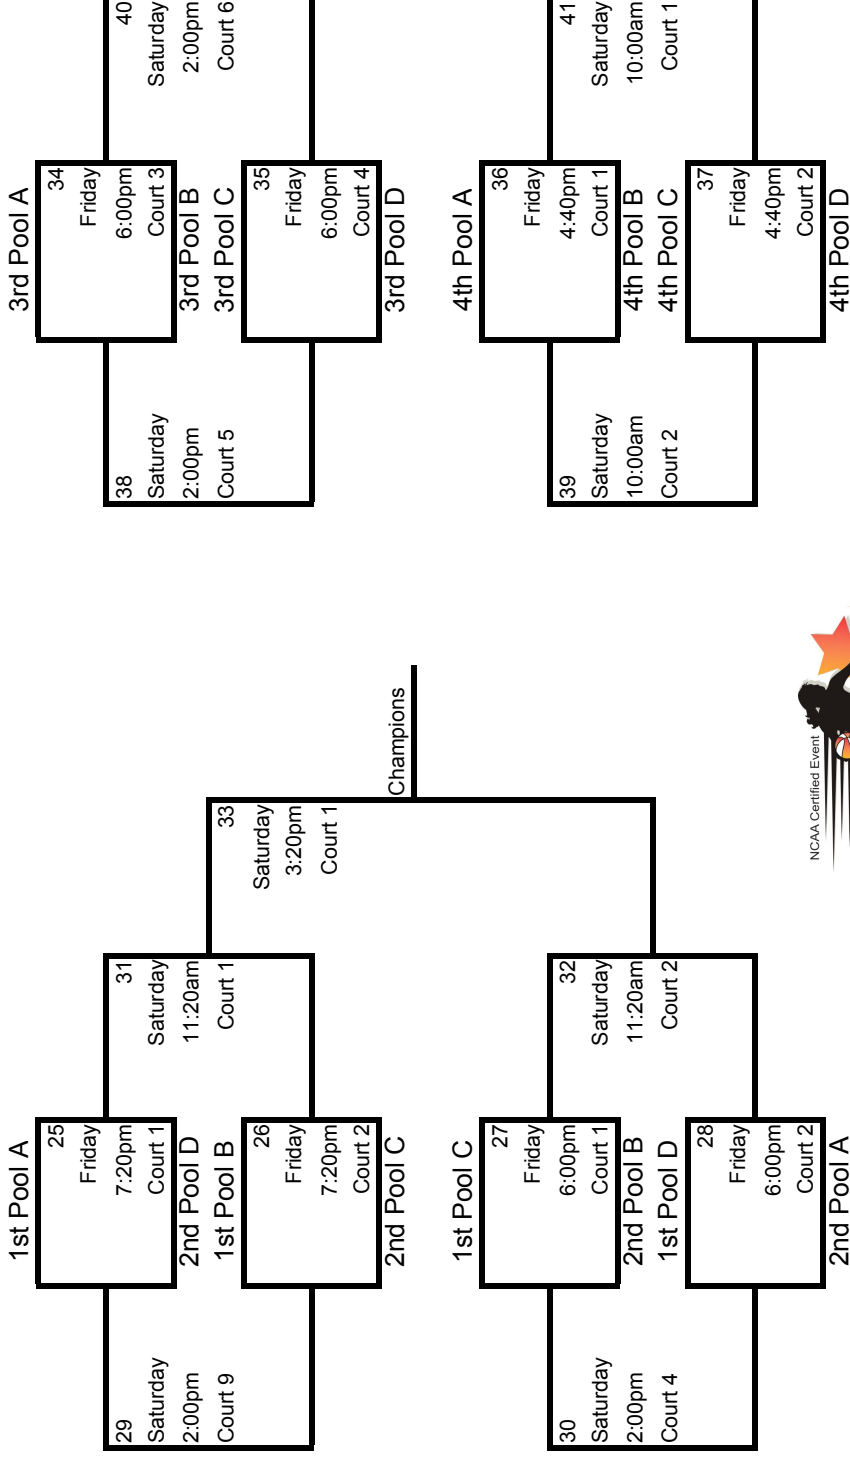 1st Pool A
25
Friday
7:20pm
Court 1
2nd Pool D
1st Pool B
26
Friday
7:20pm
Court 2
2nd Pool C
29
Saturday
2:00pm
Court 9
31
Saturday
11:20am
Court 1
1st Pool C
27
Friday
6:00pm
Court 1
2nd Pool B
1st Pool D
28
Friday
6:00pm
Court 2
2nd Pool A
30
Saturday
2:00pm
Court 4
32
Saturday
11:20am
Court 2
33
Saturday
3:20pm
Court 1
Champions
NCAA Certified Event
3rd Pool A
34
Friday
6:00pm
Court 3
3rd Pool B
3rd Pool C
35
Friday
6:00pm
Court 4
3rd Pool D
38
Saturday
2:00pm
Court 5
40
Saturday
2:00pm
Court 6
4th Pool A
36
Friday
4:40pm
Court 1
4th Pool B
4th Pool C
37
Friday
4:40pm
Court 2
4th Pool D
39
Saturday
10:00am
Court 2
41
Saturday
10:00am
Court 1